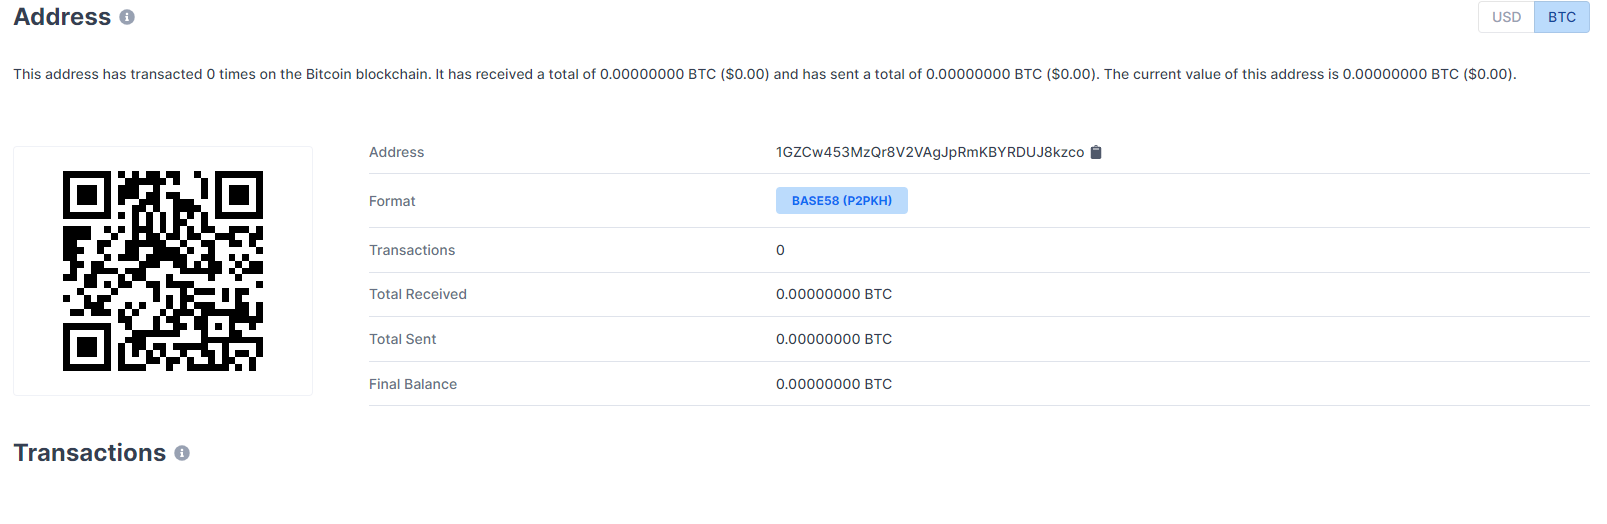 Address
USD BTC
This address has transacted 0 times on the Bitcoin blockchain. It has received a total of 0.00000000 BTC ($0.00) and has sent a total of 0.00000000 BTC ($0.00). The current value of this address is 0.00000000 BTC ($0.00).
Address 1GZCw453MzQr8V2VAgJpRmKBYRDUJ8kzco
Format BASE58 (P2PKH)
Transactions 0
Total Received 0.00000000 BTC
Total Sent 0.00000000 BTC
Final Balance 0.00000000 BTC
Transactions